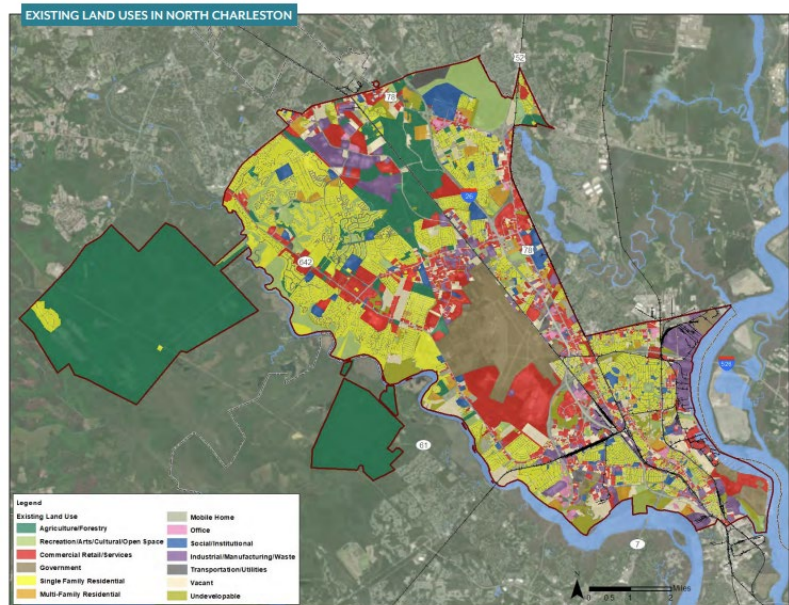 EXISTING LAND USES IN NORTH CHARLESTON
52
78
26
78
642
526
61
7
Legend
Existing Land Use
Agriculture/Forestry
Recreation/Arts/Cultural/Open Space
Commercial Retail/Services
Government
Single Family Residential
Multi-Family Residential
Mobile Home
Office
Social/Institutional
Industrial/Manufacturing/Waste
Transportation/Utilities
Vacant
Undevelopable
N
0 0.5 1 2 Miles